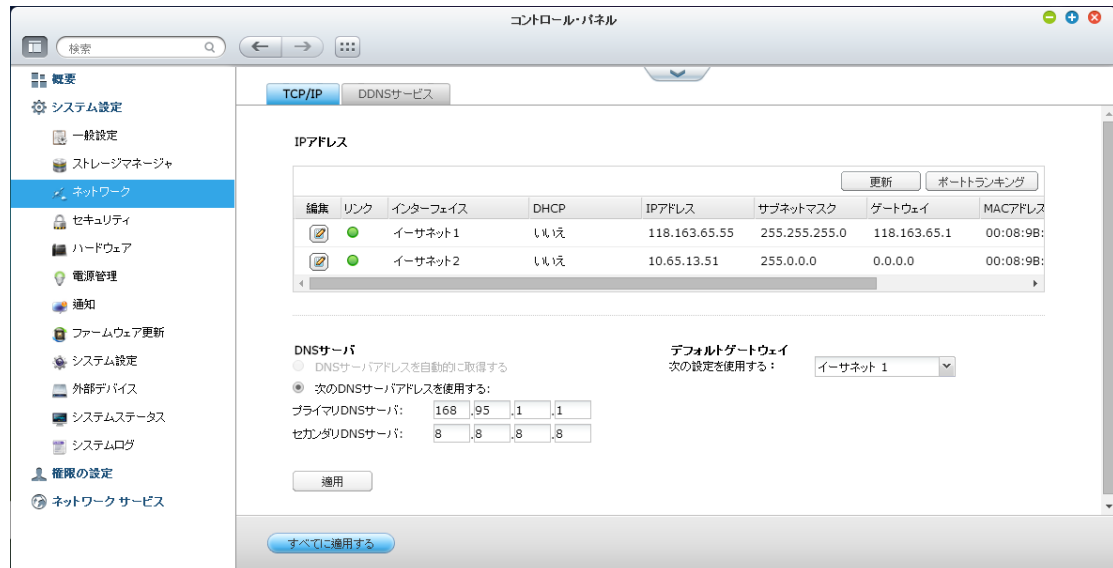 コントロール・パネル
検索
概要
システム設定
一般設定
ストレージマネージャ
ネットワーク
セキュリティ
ハードウェア
電源管理
通知
ファームウェア更新
システム設定
外部デバイス
システムステータス
システムログ
権限の設定
ネットワーク サービス
TCP/IP DDNSサービス
IPアドレス
更新 ポートトランキング
編集 リンク インターフェイス DHCP IPアドレス サブネットマスク ゲートウェイ MACアドレス
イーサネット1 いいえ 118.163.65.55 255.255.255.0 118.163.65.1 00:08:9B:
イーサネット2 いいえ 10.65.13.51 255.0.0.0 0.0.0.0 00:08:9B:
DNSサーバ
DNSサーバアドレスを自動的に取得する
次のDNSサーバアドレスを使用する:
プライマリDNSサーバ: 168 .95 .1 .1
セカンダリDNSサーバ: 8 .8 .8 .8
適用
デフォルトゲートウェイ
次の設定を使用する： イーサネット 1
すべてに適用する